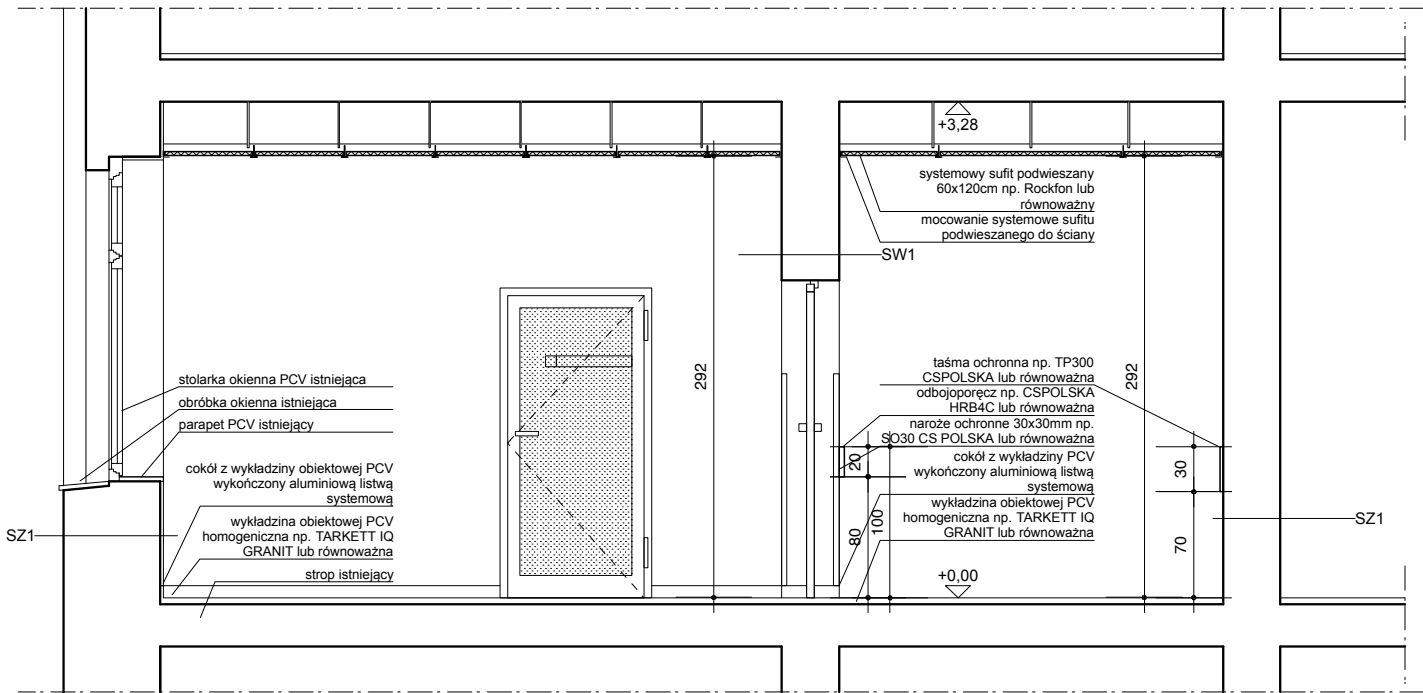 +3,28
systemowy sufit podwieszany
60x120cm np. Rockfon lub
równoważny
mocowanie systemowe sufitu
podwieszanego do ściany
SW1
292
292
stolarka okienna PCV istniejąca
obróbka okienna istniejąca
parapet PCV istniejący
cokół z wykładziny obiektowej PCV
wykończony aluminiową listwą
systemową
wykładzina obiektowej PCV
homogeniczna np. TARKETT IQ
GRANIT lub równoważna
strop istniejący
SZ1
taśma ochronna np. TP300
CSPOLSKA lub równoważna
odbojoporęcz np. CSPOLSKA
HRB4C lub równoważna
naroże ochronne 30x30mm np.
SO30 CS POLSKA lub równoważna
cokół z wykładziny PCV
wykończony aluminiową listwą
systemową
wykładzina obiektowej PCV
homogeniczna np. TARKETT IQ
GRANIT lub równoważna
20
80
100
30
70
+0,00
SZ1